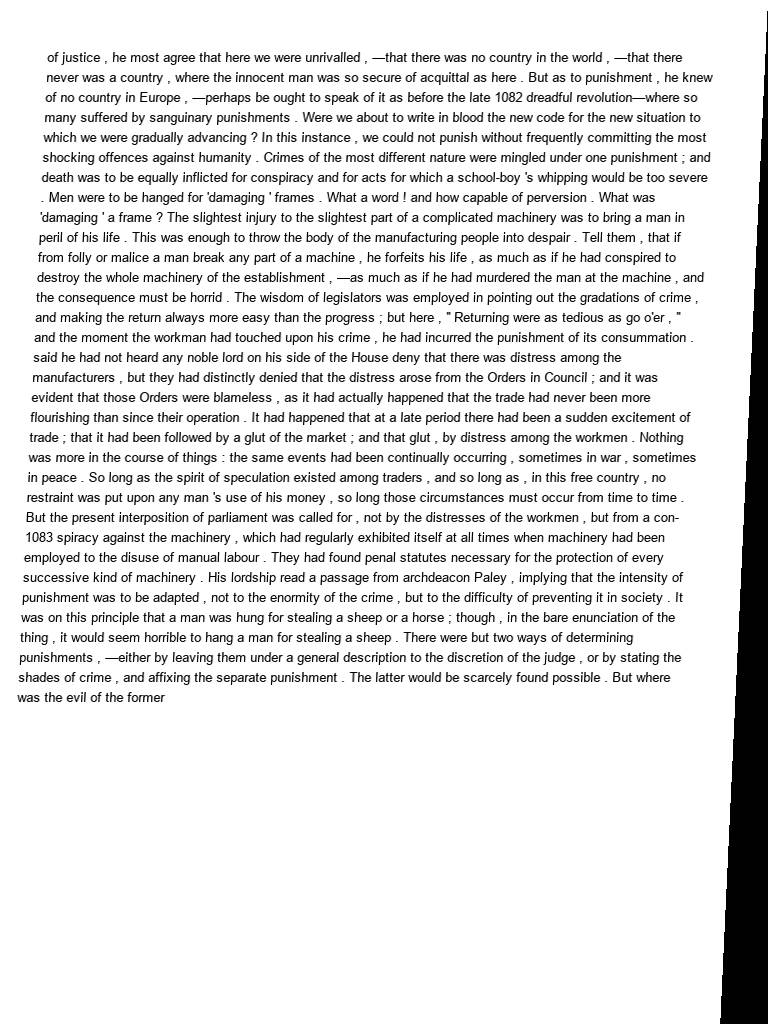 of justice , he most agree that here we were unrivalled , —that there was no country in the world , —that there
never was a country , where the innocent man was so secure of acquittal as here . But as to punishment , he knew
of no country in Europe , —perhaps be ought to speak of it as before the late 1082 dreadful revolution—where so
many suffered by sanguinary punishments . Were we about to write in blood the new code for the new situation to
which we were gradually advancing ? In this instance , we could not punish without frequently committing the most
shocking offences against humanity . Crimes of the most different nature were mingled under one punishment ; and
death was to be equally inflicted for conspiracy and for acts for which a school-boy 's whipping would be too severe
. Men were to be hanged for 'damaging ' frames . What a word ! and how capable of perversion . What was
'damaging ' a frame ? The slightest injury to the slightest part of a complicated machinery was to bring a man in
peril of his life . This was enough to throw the body of the manufacturing people into despair . Tell them , that if
from folly or malice a man break any part of a machine , he forfeits his life , as much as if he had conspired to
destroy the whole machinery of the establishment , —as much as if he had murdered the man at the machine , and
the consequence must be horrid . The wisdom of legislators was employed in pointing out the gradations of crime ,
and making the return always more easy than the progress ; but here , " Returning were as tedious as go o'er , "
and the moment the workman had touched upon his crime , he had incurred the punishment of its consummation .
said he had not heard any noble lord on his side of the House deny that there was distress among the
manufacturers , but they had distinctly denied that the distress arose from the Orders in Council ; and it was
evident that those Orders were blameless , as it had actually happened that the trade had never been more
flourishing than since their operation . It had happened that at a late period there had been a sudden excitement of
trade ; that it had been followed by a glut of the market ; and that glut , by distress among the workmen . Nothing
was more in the course of things : the same events had been continually occurring , sometimes in war , sometimes
in peace . So long as the spirit of speculation existed among traders , and so long as , in this free country , no
restraint was put upon any man 's use of his money , so long those circumstances must occur from time to time .
But the present interposition of parliament was called for , not by the distresses of the workmen , but from a con-
1083 spiracy against the machinery , which had regularly exhibited itself at all times when machinery had been
employed to the disuse of manual labour . They had found penal statutes necessary for the protection of every
successive kind of machinery . His lordship read a passage from archdeacon Paley , implying that the intensity of
punishment was to be adapted , not to the enormity of the crime , but to the difficulty of preventing it in society . It
was on this principle that a man was hung for stealing a sheep or a horse ; though , in the bare enunciation of the
thing , it would seem horrible to hang a man for stealing a sheep . There were but two ways of determining
punishments , —either by leaving them under a general description to the discretion of the judge , or by stating the
shades of crime , and affixing the separate punishment . The latter would be scarcely found possible . But where
was the evil of the former